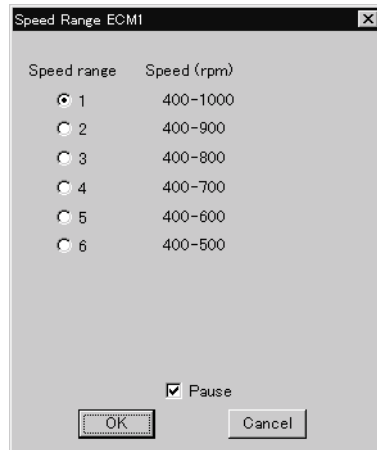 Speed Range ECM1
Speed range Speed (rpm)
1 400-1000
2 400-900
3 400-800
4 400-700
5 400-600
6 400-500
Pause
OK Cancel